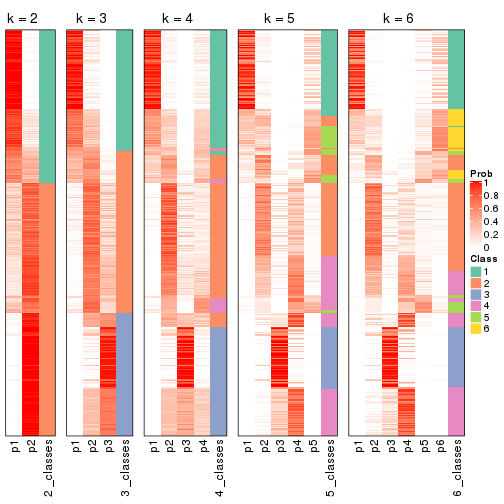 k = 2
k = 3
k = 4
k = 5
k = 6
p1
p2
2_classes
p1
p2
p3
3_classes
p1
p2
p3
p4
4_classes
p1
p2
p3
p4
p5
5_classes
p1
p2
p3
p4
p5
p6
6_classes
Prob
1
0.8
0.6
0.4
0.2
0
Class
1
2
3
4
5
6